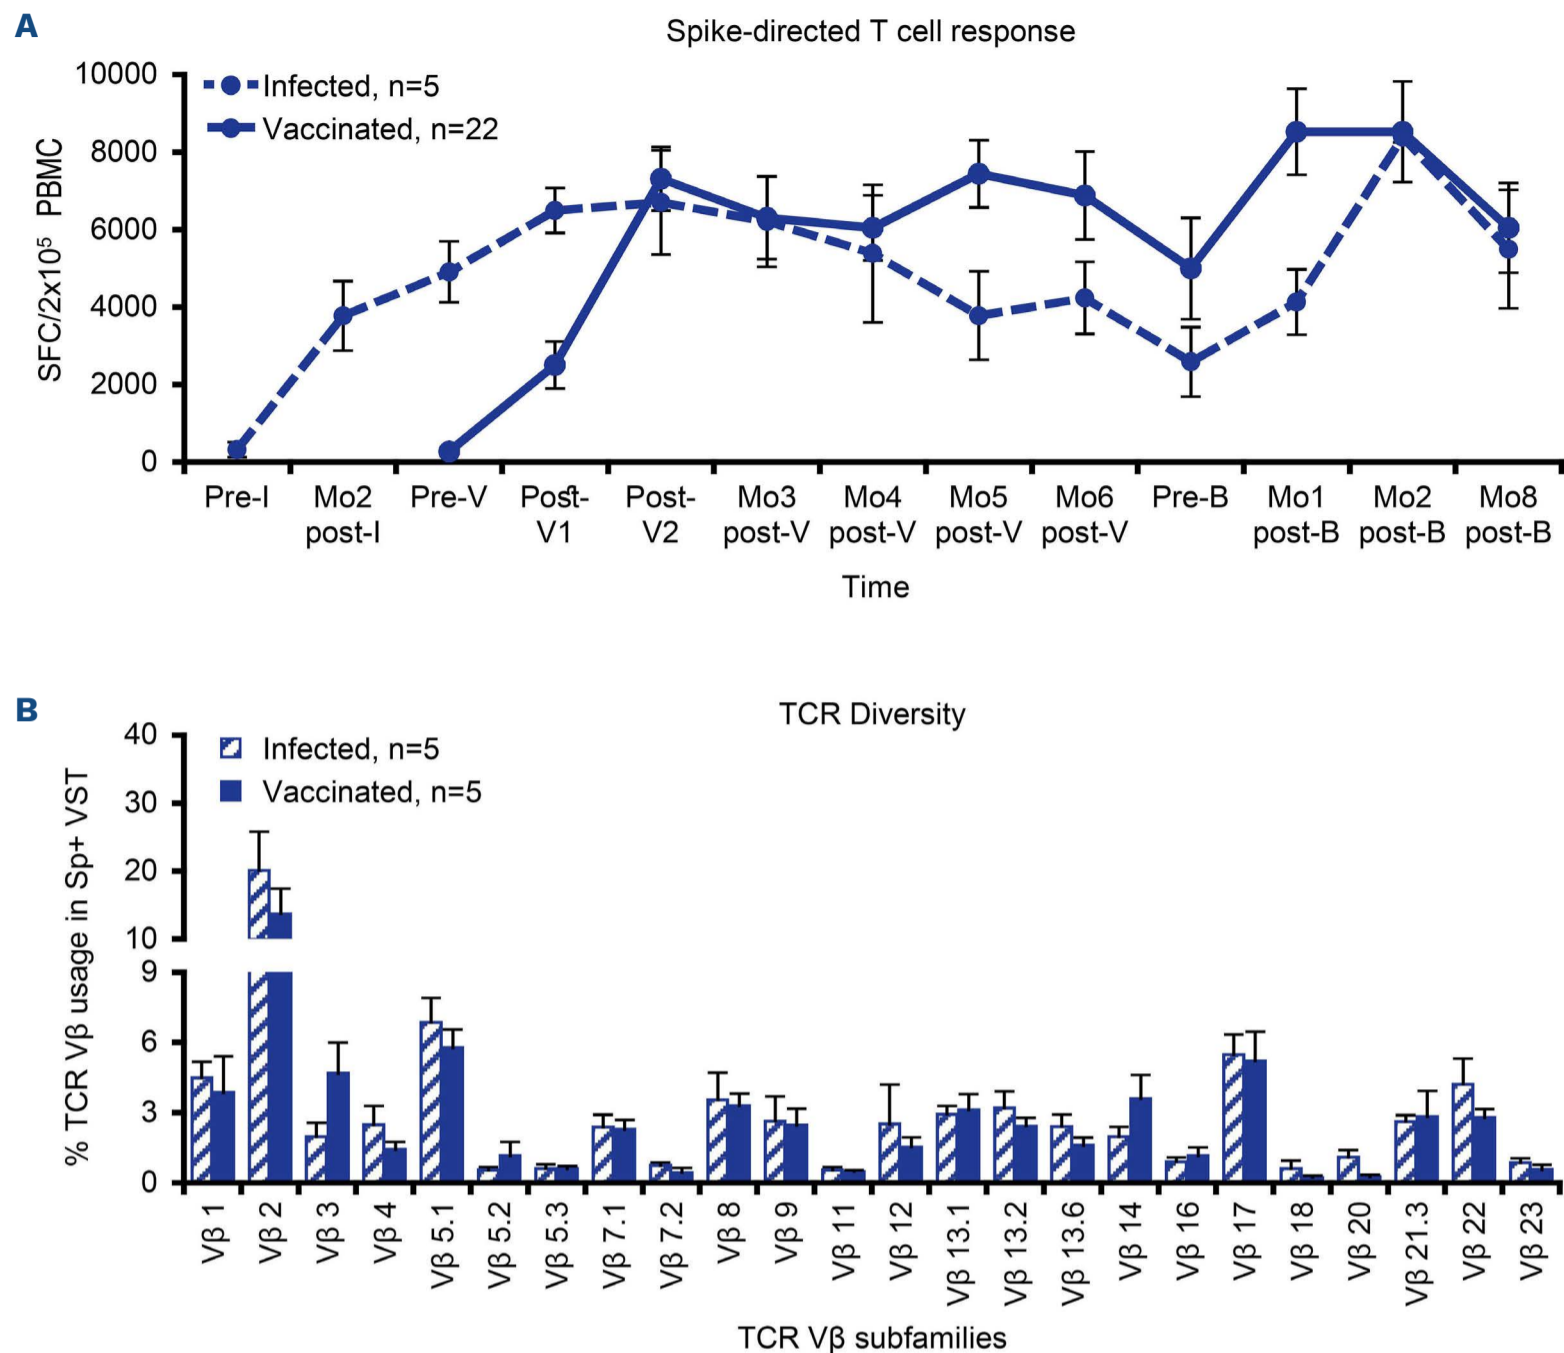 A
Spike-directed T cell response
10000
8000
6000
4000
2000
0
SFC/2x10⁵ PBMC
Infected, n=5
Vaccinated, n=22
Pre-I
Mo2 post-I
Pre-V
Post-V1
Post-V2
Mo3 post-V
Mo4 post-V
Mo5 post-V
Mo6 post-V
Pre-B
Mo1 post-B
Mo2 post-B
Mo8 post-B
Time
B
TCR Diversity
40
30
20
10
9
6
3
0
% TCR Vβ usage in Sp+ VST
Infected, n=5
Vaccinated, n=5
Vβ 1
Vβ 2
Vβ 3
Vβ 4
Vβ 5.1
Vβ 5.2
Vβ 5.3
Vβ 7.1
Vβ 7.2
Vβ 8
Vβ 9
Vβ 11
Vβ 12
Vβ 13.1
Vβ 13.2
Vβ 13.6
Vβ 14
Vβ 16
Vβ 17
Vβ 18
Vβ 20
Vβ 21.3
Vβ 22
Vβ 23
TCR Vβ subfamilies